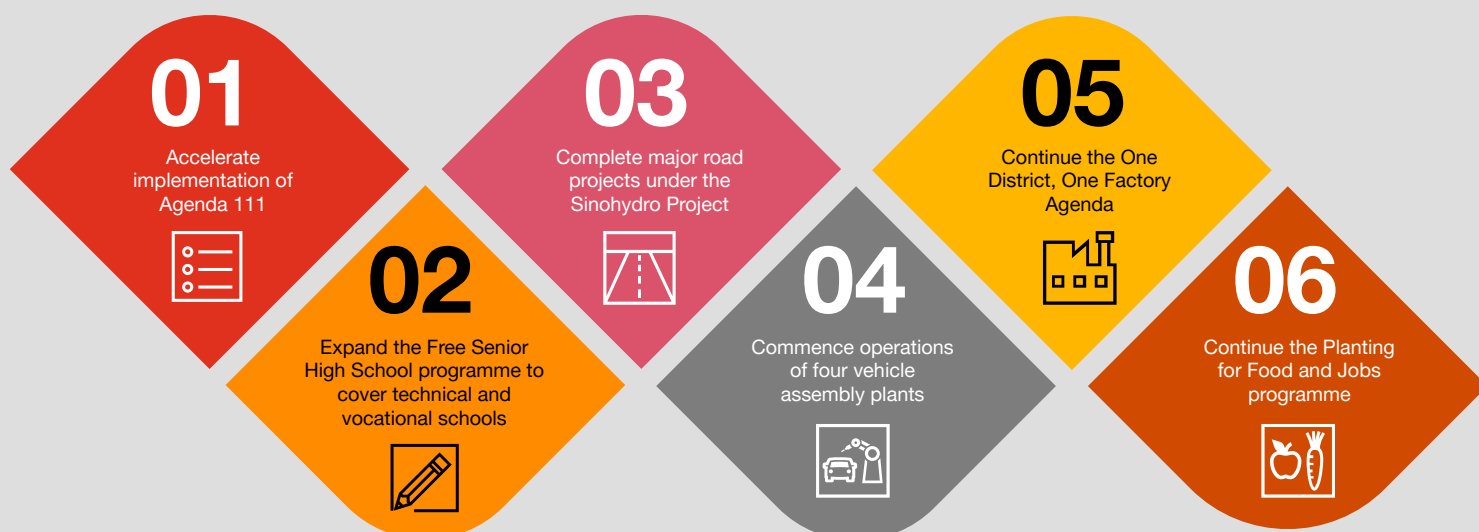 01
Accelerate
implementation of
Agenda 111
02
Expand the Free Senior
High School programme to
cover technical and
vocational schools
03
Complete major road
projects under the
Sinohydro Project
04
Commence operations
of four vehicle
assembly plants
05
Continue the One
District, One Factory
Agenda
06
Continue the Planting
for Food and Jobs
programme